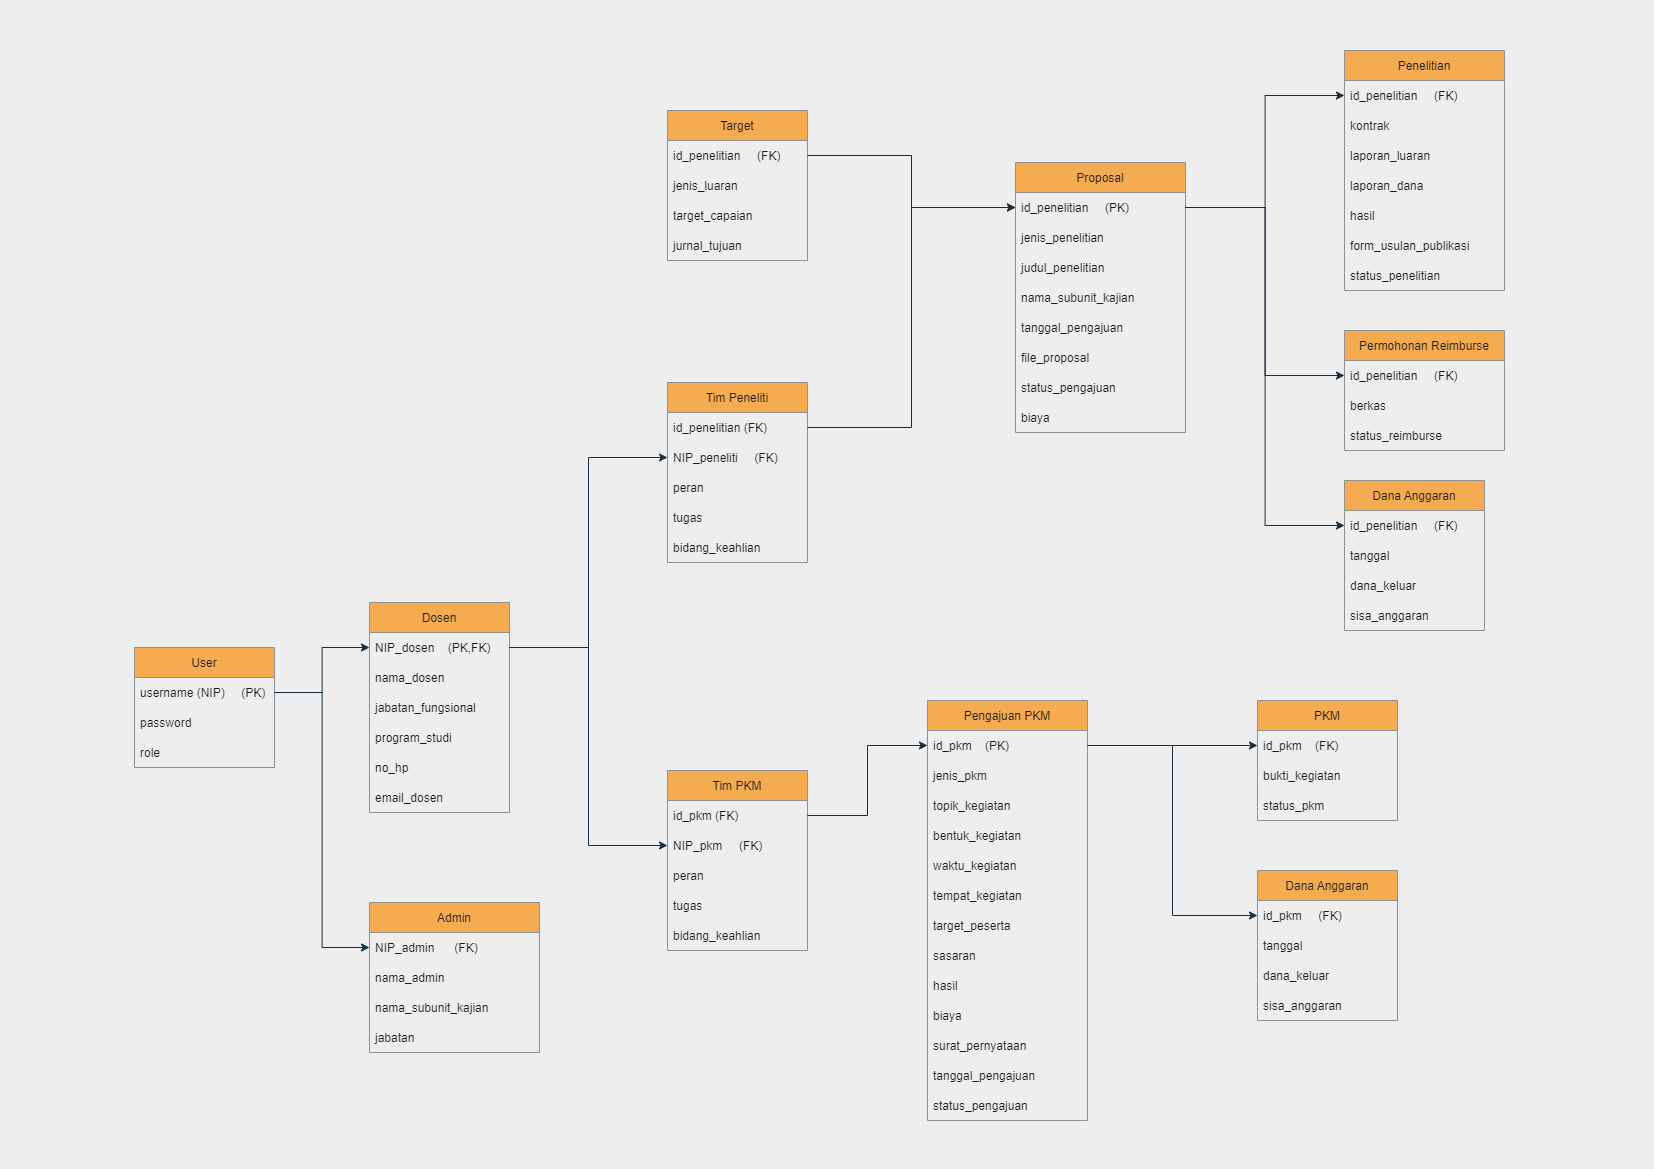 User
username (NIP) (PK)
password
role
Dosen
NIP_dosen (PK,FK)
nama_dosen
jabatan_fungsional
program_studi
no_hp
email_dosen
Admin
NIP_admin (FK)
nama_admin
nama_subunit_kajian
jabatan
Target
id_penelitian (FK)
jenis_luaran
target_capaian
jurnal_tujuan
Tim Peneliti
id_penelitian (FK)
NIP_peneliti (FK)
peran
tugas
bidang_keahlian
Tim PKM
id_pkm (FK)
NIP_pkm (FK)
peran
tugas
bidang_keahlian
Proposal
id_penelitian (PK)
jenis_penelitian
judul_penelitian
nama_subunit_kajian
tanggal_pengajuan
file_proposal
status_pengajuan
biaya
Pengajuan PKM
id_pkm (PK)
jenis_pkm
topik_kegiatan
bentuk_kegiatan
waktu_kegiatan
tempat_kegiatan
target_peserta
sasaran
hasil
biaya
surat_pernyataan
tanggal_pengajuan
status_pengajuan
Penelitian
id_penelitian (FK)
kontrak
laporan_luaran
laporan_dana
hasil
form_usulan_publikasi
status_penelitian
Permohonan Reimburse
id_penelitian (FK)
berkas
status_reimburse
Dana Anggaran
id_penelitian (FK)
tanggal
dana_keluar
sisa_anggaran
PKM
id_pkm (FK)
bukti_kegiatan
status_pkm
Dana Anggaran
id_pkm (FK)
tanggal
dana_keluar
sisa_anggaran